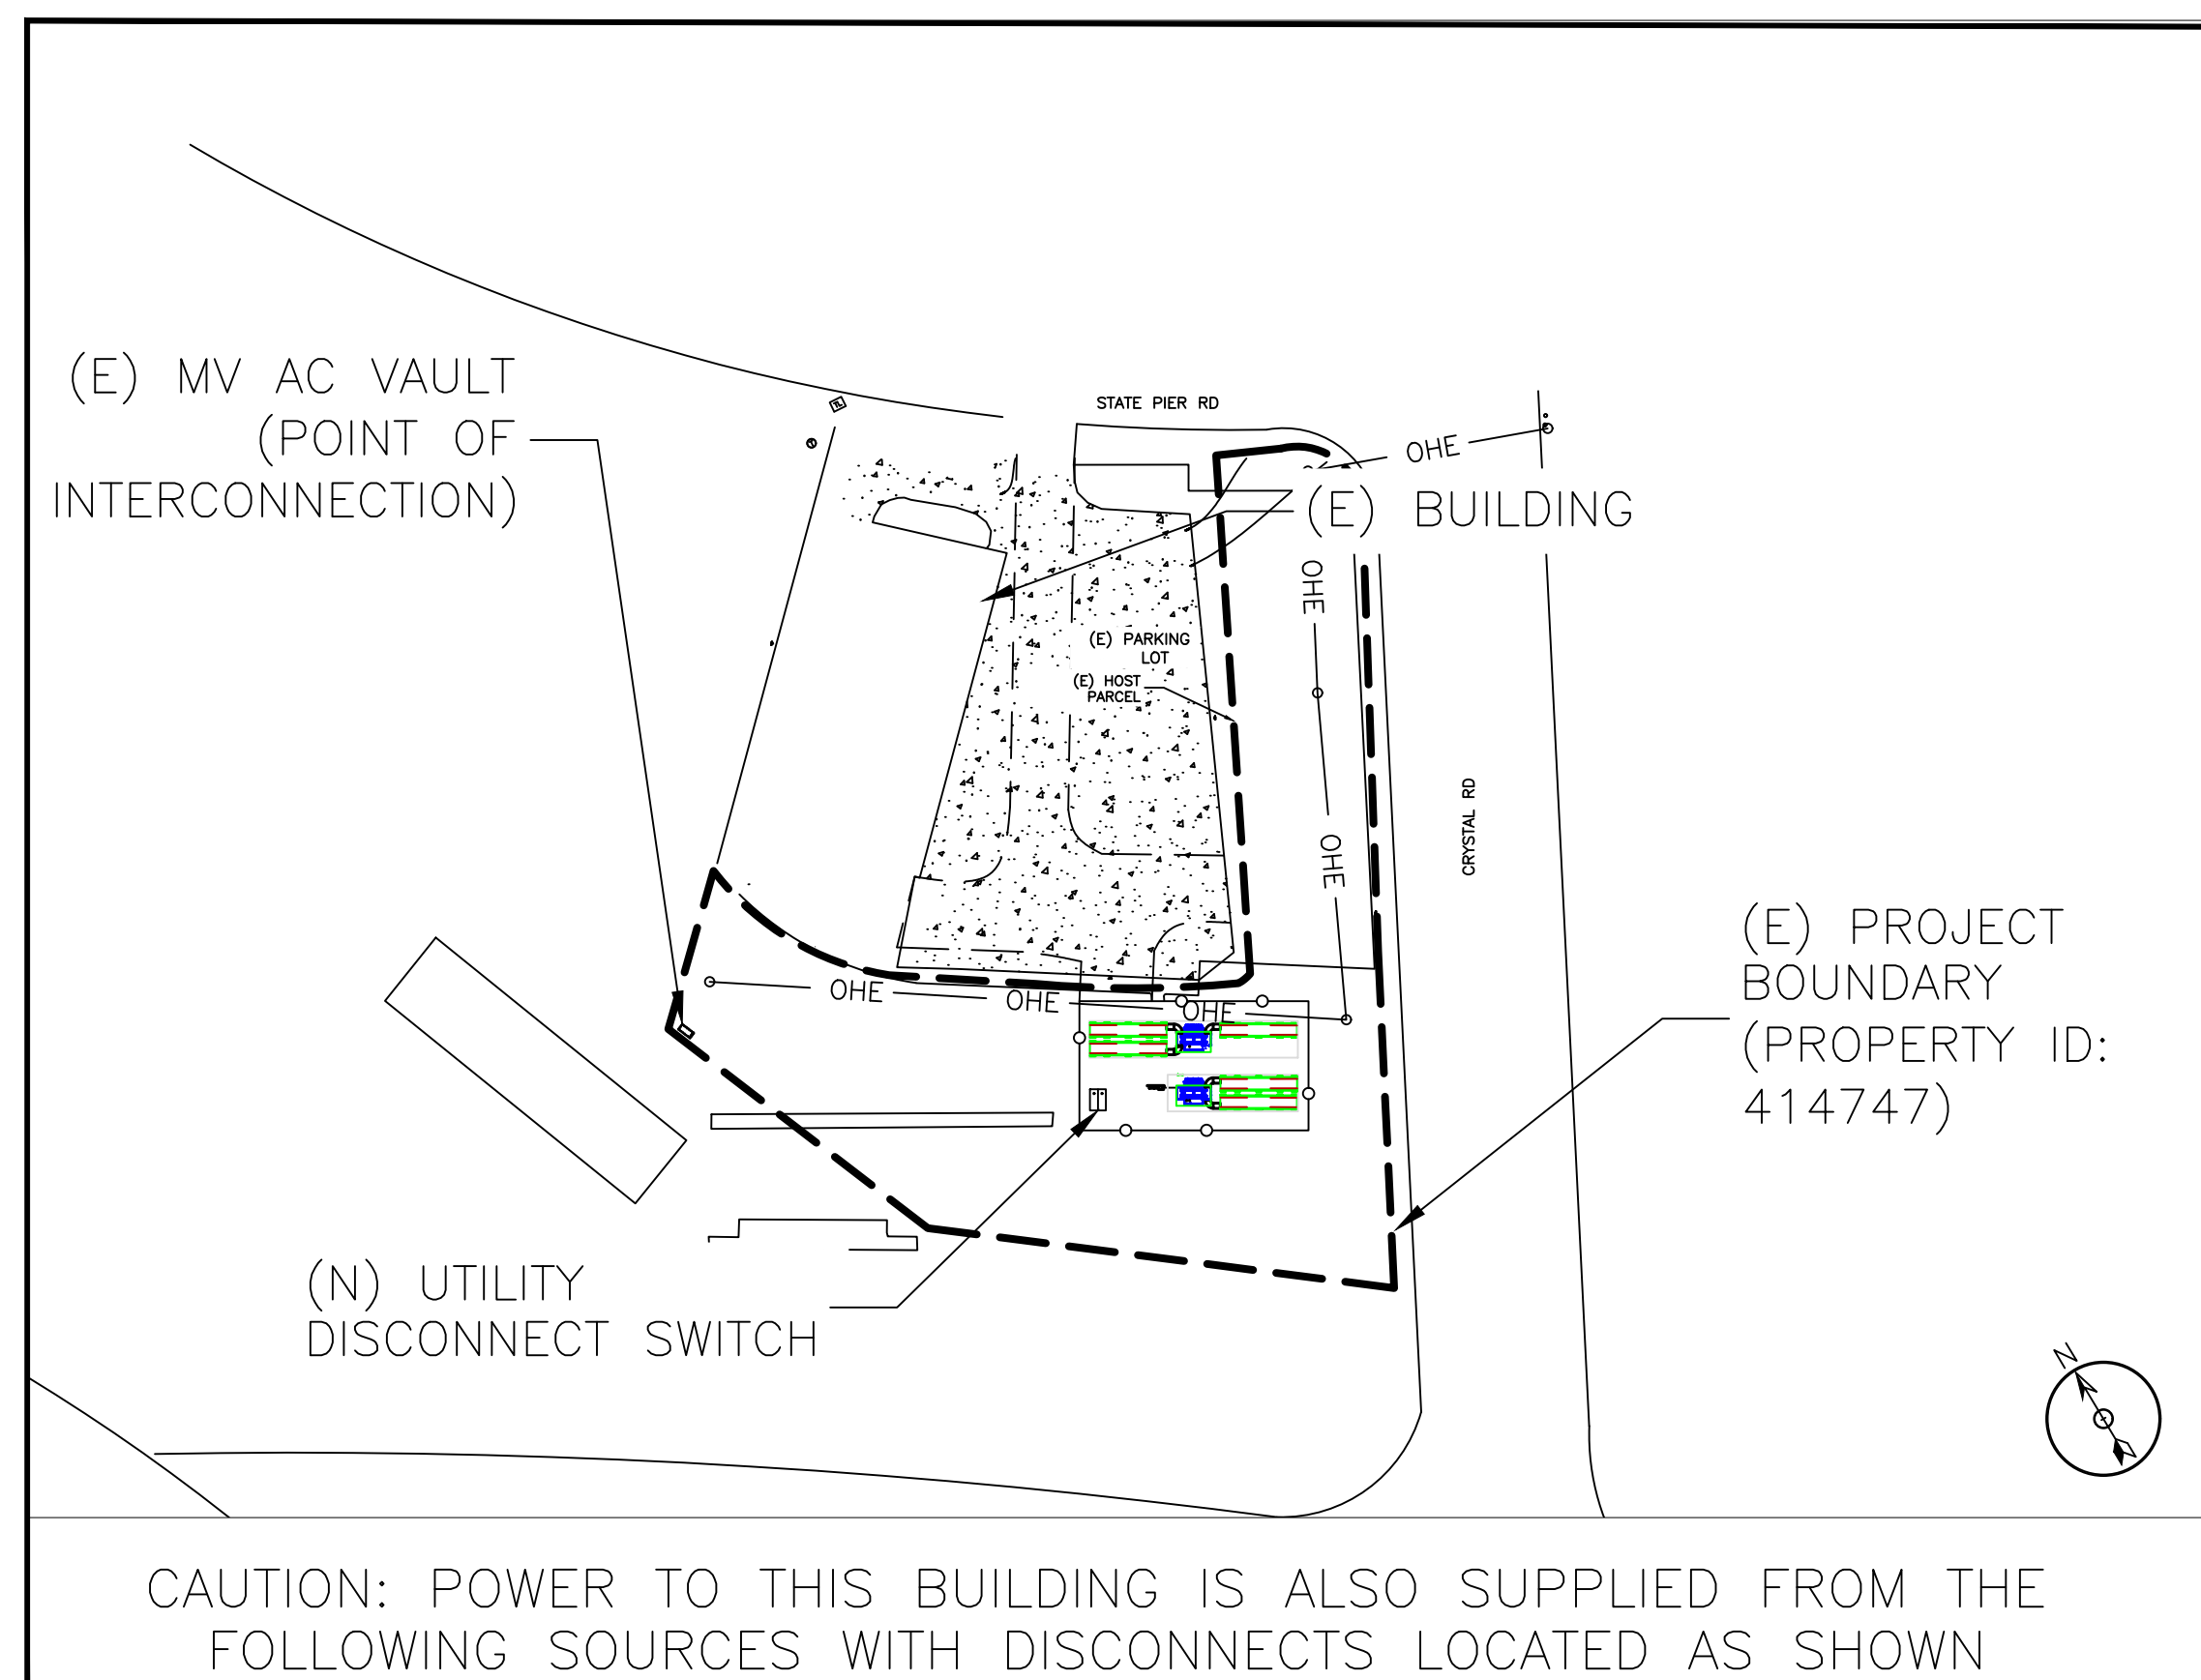 (E) MV AC VAULT
(POINT OF
INTERCONNECTION)
STATE PIER RD
OHE
(E) BUILDING
OHE
(E) PARKING
LOT
(E) HOST
PARCEL
OHE
CRYSTAL RD
(E) PROJECT
BOUNDARY
(PROPERTY ID:
414747)
OHE
OHE
OHE
(N) UTILITY
DISCONNECT SWITCH
N
CAUTION: POWER TO THIS BUILDING IS ALSO SUPPLIED FROM THE
FOLLOWING SOURCES WITH DISCONNECTS LOCATED AS SHOWN